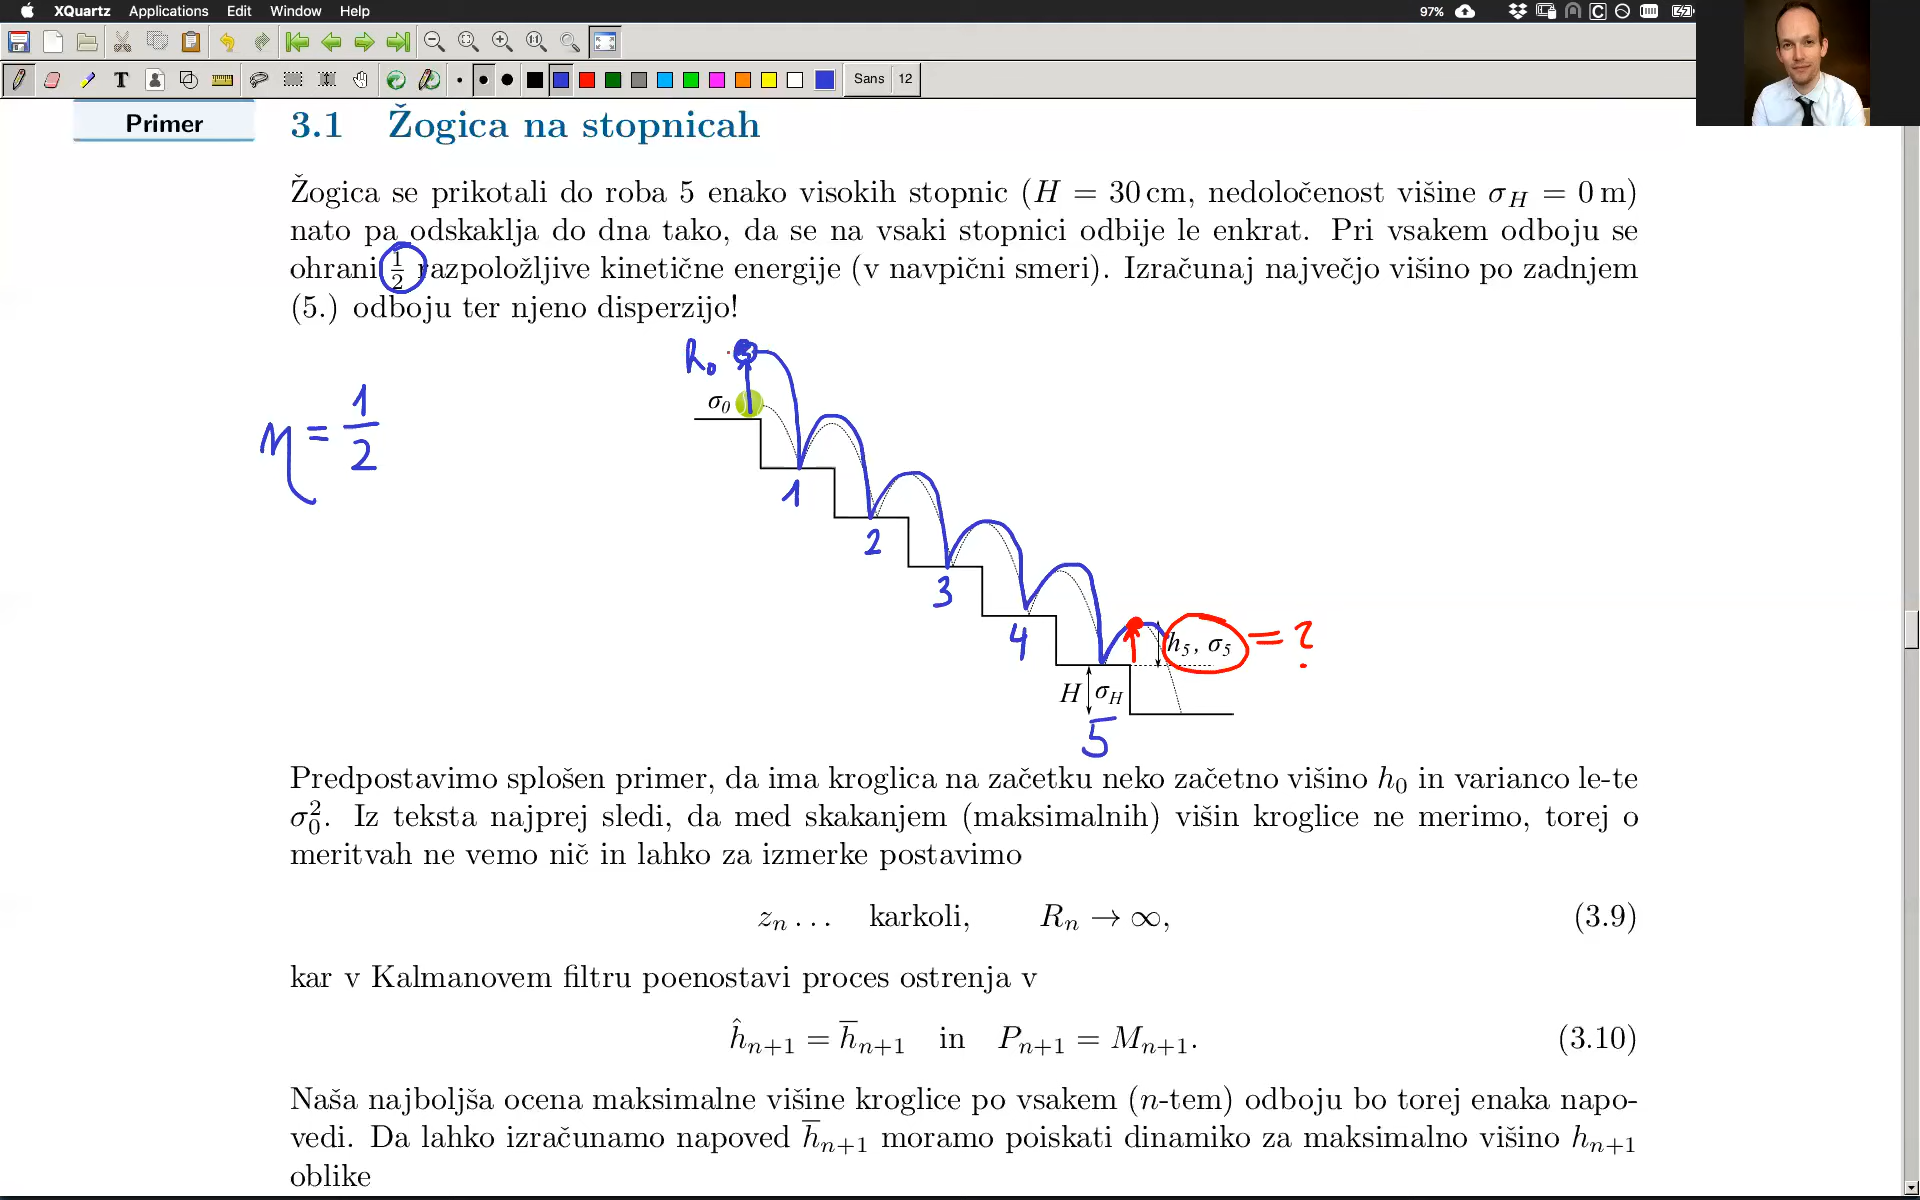 XQuartz Applications Edit Window Help 97%
T Sans 12
Primer
3.1 Žogica na stopnicah
Žogica se prikotali do roba 5 enako visokih stopnic (H = 30 cm, nedoločenost višine σ_H = 0 m)
nato pa odskaklja do dna tako, da se na vsaki stopnici odbije le enkrat. Pri vsakem odboju se
ohrani 1/2 razpoložljive kinetične energije (v navpični smeri). Izračunaj največjo višino po zadnjem
(5.) odboju ter njeno disperzijo!
h₀
σ₀
η = 1/2
1
2
3
4
h₅, σ₅ = ?
H σ_H
5
Predpostavimo splošen primer, da ima kroglica na začetku neko začetno višino h₀ in varianco le-te
σ₀². Iz teksta najprej sledi, da med skakanjem (maksimalnih) višin kroglice ne merimo, torej o
meritvah ne vemo nič in lahko za izmerke postavimo
zₙ … karkoli, Rₙ → ∞, (3.9)
kar v Kalmanovem filtru poenostavi proces ostrenja v
ĥₙ₊₁ = h̅ₙ₊₁ in Pₙ₊₁ = Mₙ₊₁. (3.10)
Naša najboljša ocena maksimalne višine kroglice po vsakem (n-tem) odboju bo torej enaka napo-
vedi. Da lahko izračunamo napoved h̅ₙ₊₁ moramo poiskati dinamiko za maksimalno višino hₙ₊₁
oblike